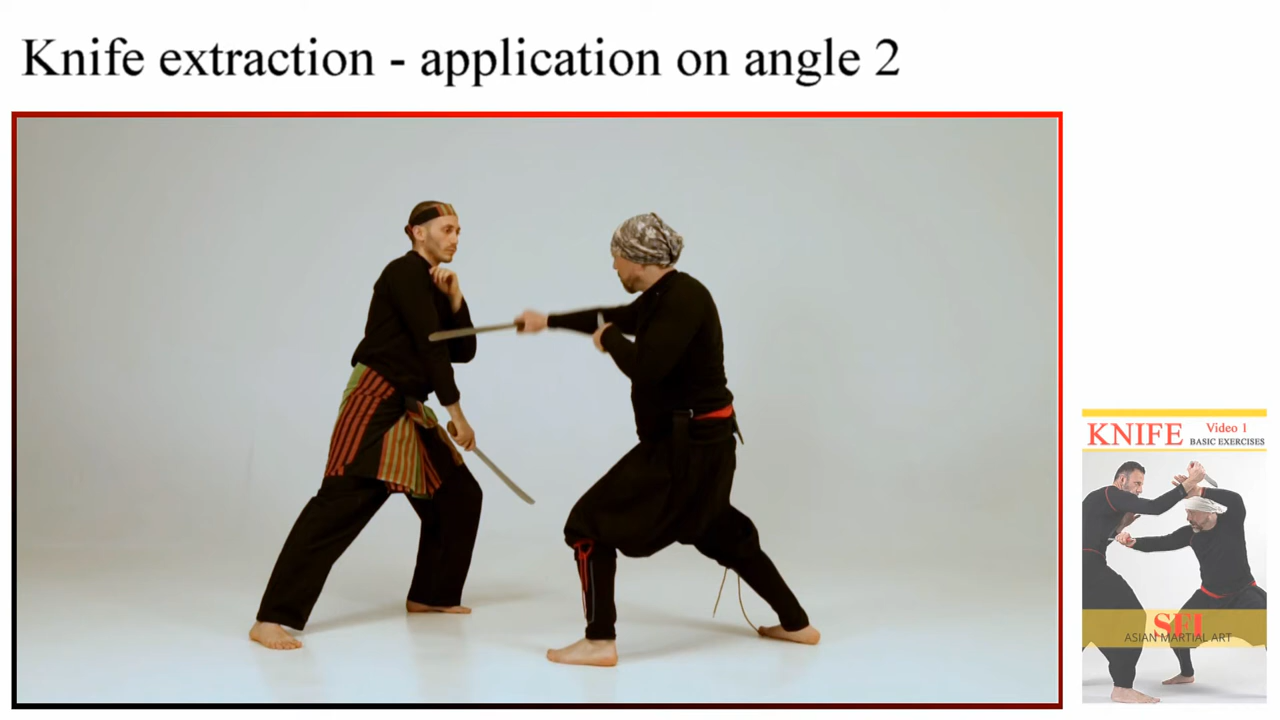 Knife extraction - application on angle 2
KNIFE
Video 1
BASIC EXERCISES
SFI
ASIAN MARTIAL ART